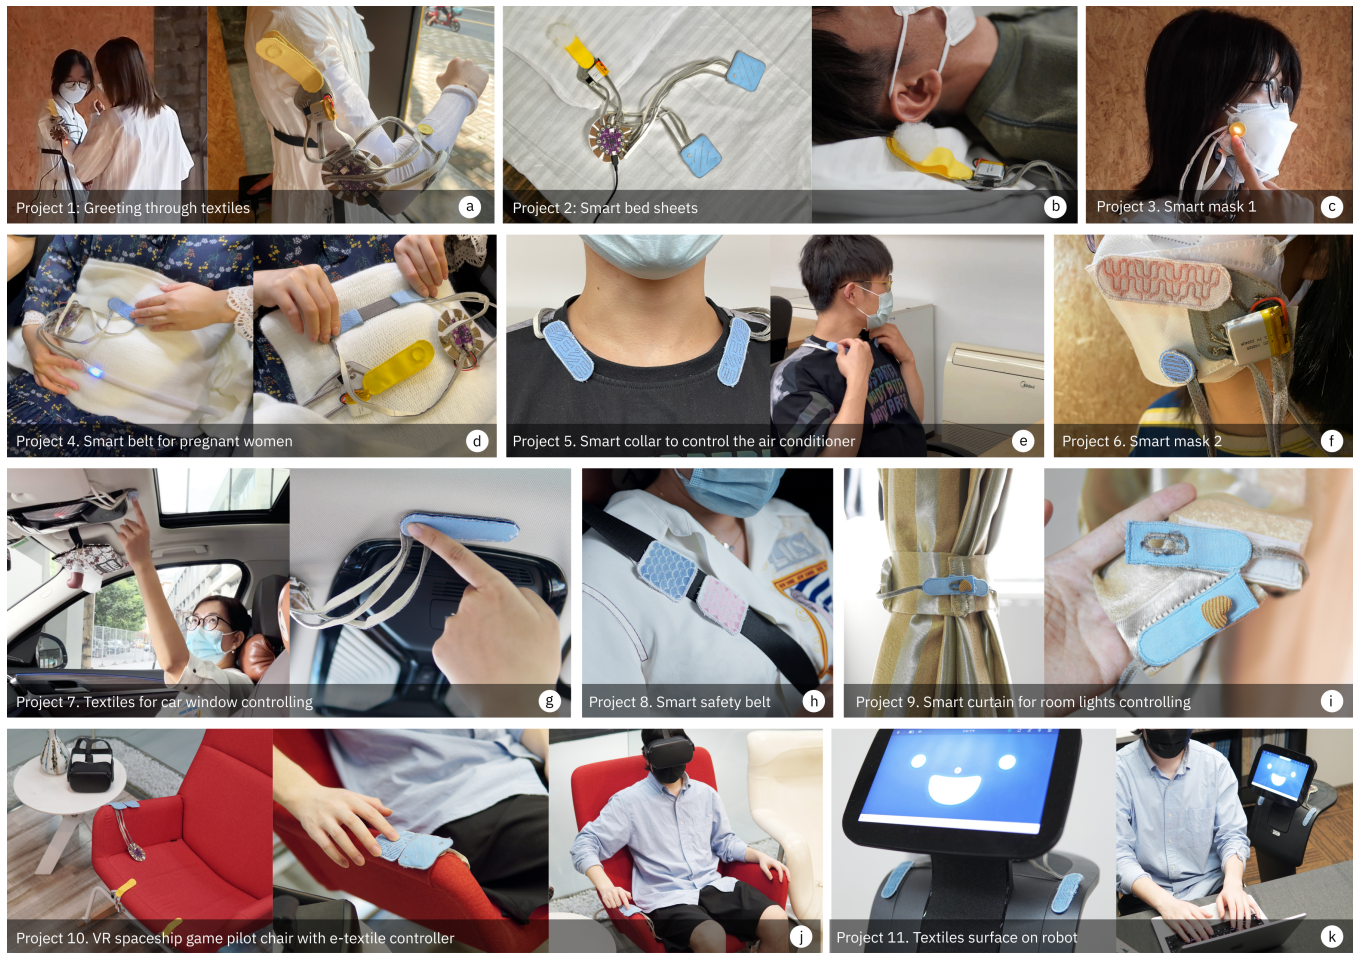 Project 1: Greeting through textiles
a
Project 2: Smart bed sheets
b
Project 3. Smart mask 1
c
Project 4. Smart belt for pregnant women
d
Project 5. Smart collar to control the air conditioner
e
Midea
Project 6. Smart mask 2
f
Project 7. Textiles for car window controlling
g
Project 8. Smart safety belt
h
Project 9. Smart curtain for room lights controlling
i
Project 10. VR spaceship game pilot chair with e-textile controller
j
Project 11. Textiles surface on robot
k